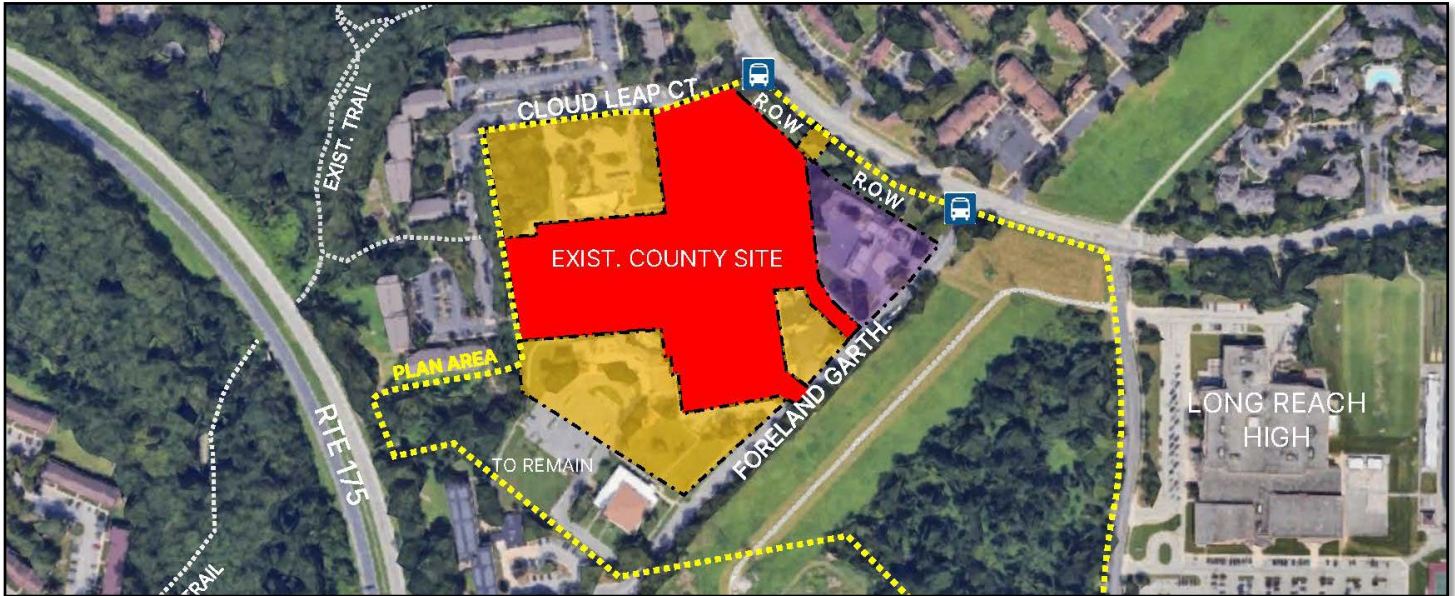 EXIST. TRAIL
CLOUD LEAP CT.
R.O.W
R.O.W
EXIST. COUNTY SITE
PLAN AREA
RTE 175
FORELAND GARTH.
LONG REACH
HIGH
TO REMAIN
TRAIL